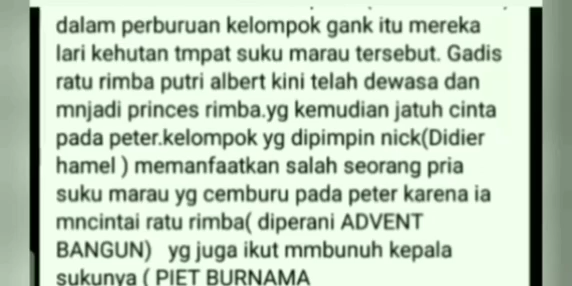 dalam perburuan kelompok gank itu mereka
lari kehutan tmpat suku marau tersebut. Gadis
ratu rimba putri albert kini telah dewasa dan
mnjadi princes rimba.yg kemudian jatuh cinta
pada peter.kelompok yg dipimpin nick(Didier
hamel ) memanfaatkan salah seorang pria
suku marau yg cemburu pada peter karena ia
mncintai ratu rimba( diperani ADVENT
BANGUN) yg juga ikut mmbunuh kepala
sukunya ( PIET BURNAMA